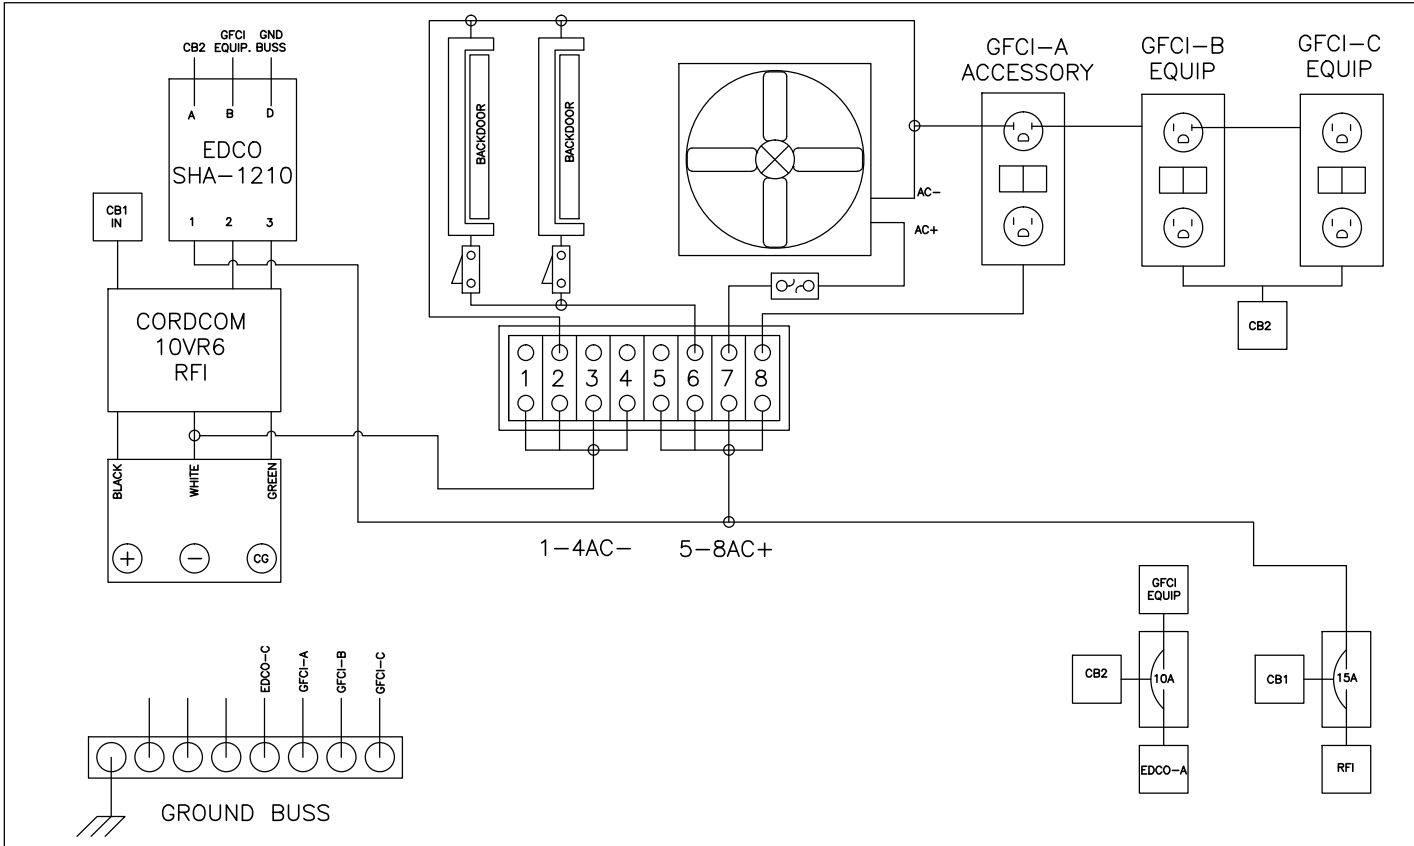 CB2
GFCI
EQUIP.
GND
BUSS
A
B
D
EDCO
SHA-1210
1
2
3
CB1
IN
CORDCOM
10VR6
RFI
BLACK
WHITE
GREEN
+
−
CG
BACKDOOR
BACKDOOR
AC-
AC+
GFCI-A
ACCESSORY
GFCI-B
EQUIP
GFCI-C
EQUIP
CB2
1 2 3 4 5 6 7 8
1-4AC-
5-8AC+
GFCI
EQUIP
CB2
10A
EDCO-A
CB1
15A
RFI
EDCO-C
GFCI-A
GFCI-B
GFCI-C
GROUND BUSS